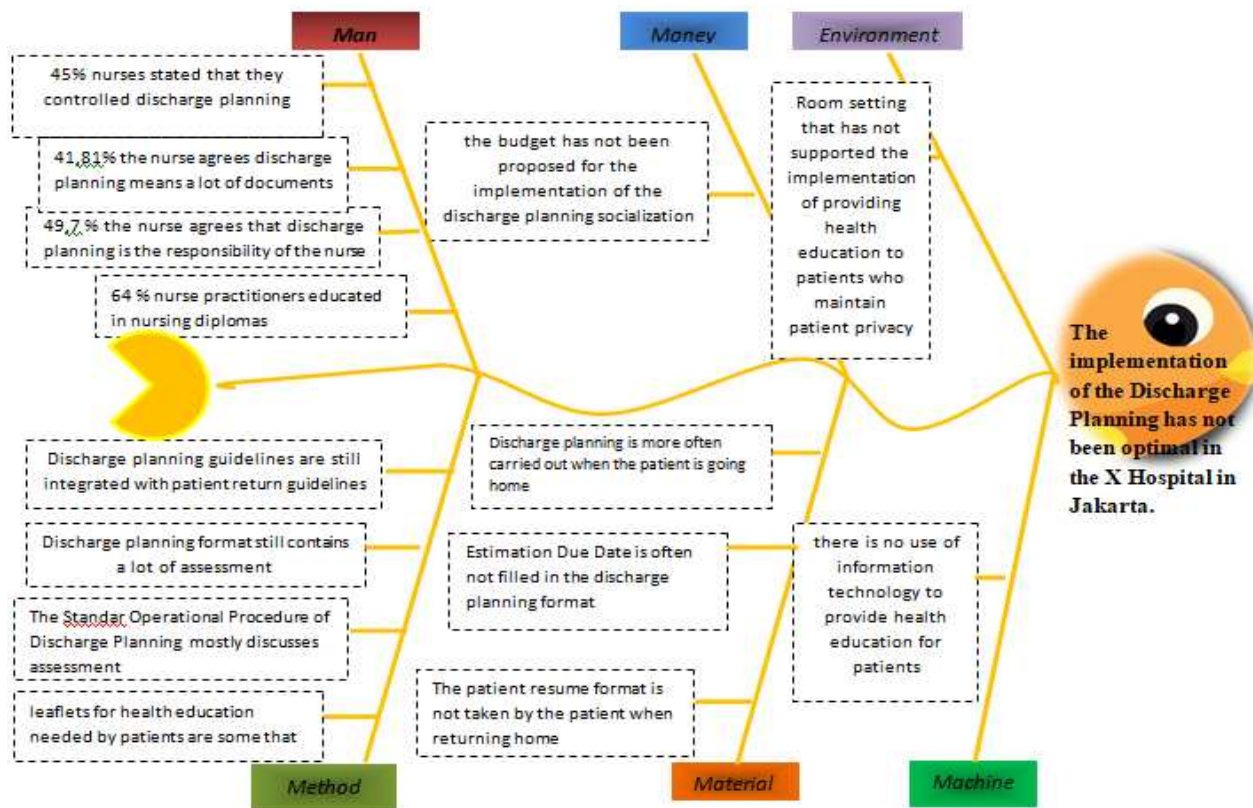 Man
Money
Environment
45% nurses stated that they
controlled discharge planning
41,81% the nurse agrees discharge
planning means a lot of documents
49,7 % the nurse agrees that discharge
planning is the responsibility of the nurse
64 % nurse practitioners educated
in nursing diplomas
the budget has not been
proposed for the
implementation of the
discharge planning socialization
Room setting
that has not
supported the
implementation
of providing
health
education to
patients who
maintain
patient privacy
The
implementation
of the Discharge
Planning has not
been optimal in
the X Hospital in
Jakarta.
Discharge planning guidelines are still
integrated with patient return guidelines
Discharge planning format still contains
a lot of assessment
The Standar Operational Procedure of
Discharge Planning mostly discusses
assessment
leaflets for health education
needed by patients are some that
Discharge planning is more often
carried out when the patient is going
home
Estimation Due Date is often
not filled in the discharge
planning format
The patient resume format is
not taken by the patient when
returning home
there is no use of
information
technology to
provide health
education for
patients
Method
Material
Machine